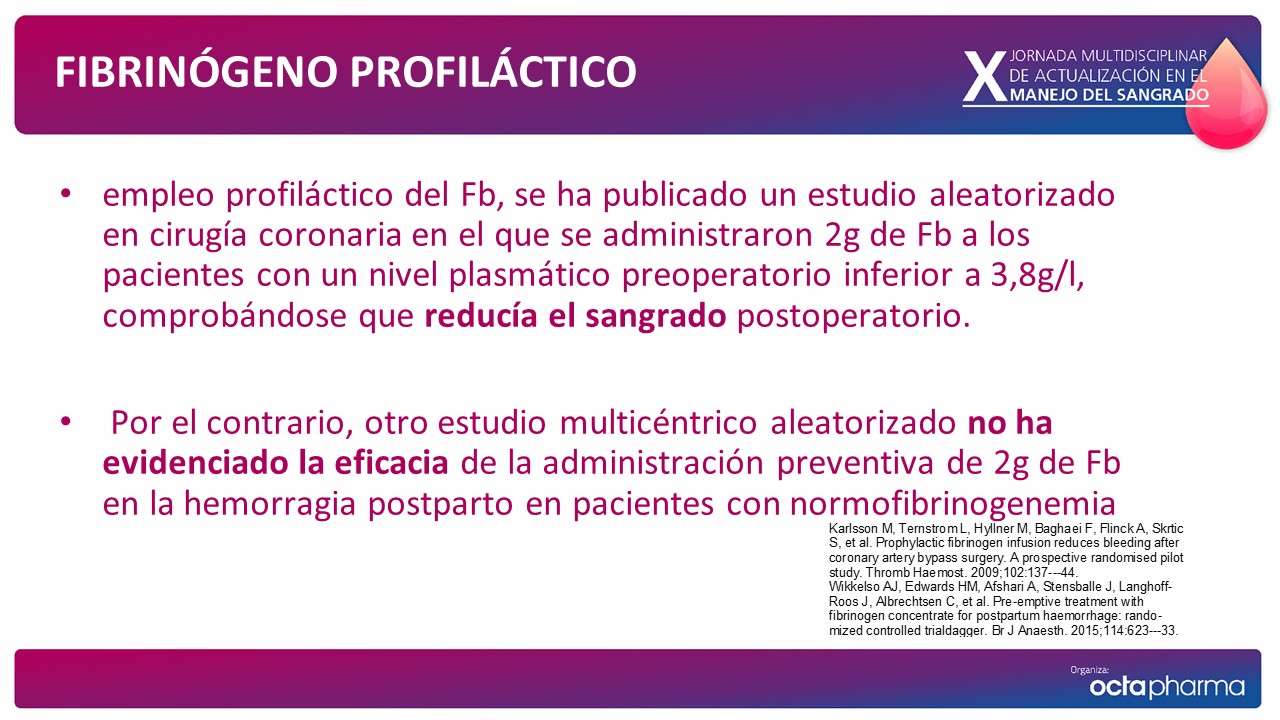 FIBRINÓGENO PROFILÁCTICO
X JORNADA MULTIDISCIPLINAR
DE ACTUALIZACIÓN EN EL
MANEJO DEL SANGRADO
• empleo profiláctico del Fb, se ha publicado un estudio aleatorizado
en cirugía coronaria en el que se administraron 2g de Fb a los
pacientes con un nivel plasmático preoperatorio inferior a 3,8g/l,
comprobándose que reducía el sangrado postoperatorio.
• Por el contrario, otro estudio multicéntrico aleatorizado no ha
evidenciado la eficacia de la administración preventiva de 2g de Fb
en la hemorragia postparto en pacientes con normofibrinogenemia
Karlsson M, Ternstrom L, Hyllner M, Baghaei F, Flinck A, Skrtic
S, et al. Prophylactic fibrinogen infusion reduces bleeding after
coronary artery bypass surgery. A prospective randomised pilot
study. Thromb Haemost. 2009;102:137---44.
Wikkelso AJ, Edwards HM, Afshari A, Stensballe J, Langhoff-
Roos J, Albrechtsen C, et al. Pre-emptive treatment with
fibrinogen concentrate for postpartum haemorrhage: rando-
mized controlled trialdagger. Br J Anaesth. 2015;114:623---33.
Organiza:
octapharma